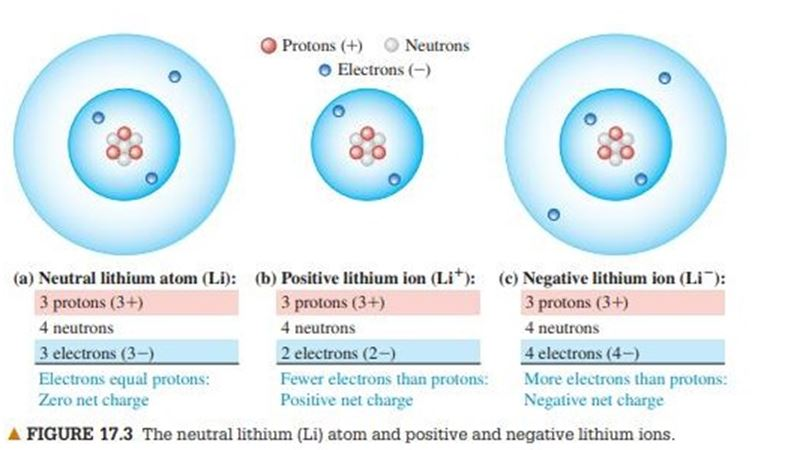 Protons (+) Neutrons
Electrons (−)
(a) Neutral lithium atom (Li):
3 protons (3+)
4 neutrons
3 electrons (3−)
Electrons equal protons:
Zero net charge
(b) Positive lithium ion (Li⁺):
3 protons (3+)
4 neutrons
2 electrons (2−)
Fewer electrons than protons:
Positive net charge
(c) Negative lithium ion (Li⁻):
3 protons (3+)
4 neutrons
4 electrons (4−)
More electrons than protons:
Negative net charge
▲ FIGURE 17.3 The neutral lithium (Li) atom and positive and negative lithium ions.